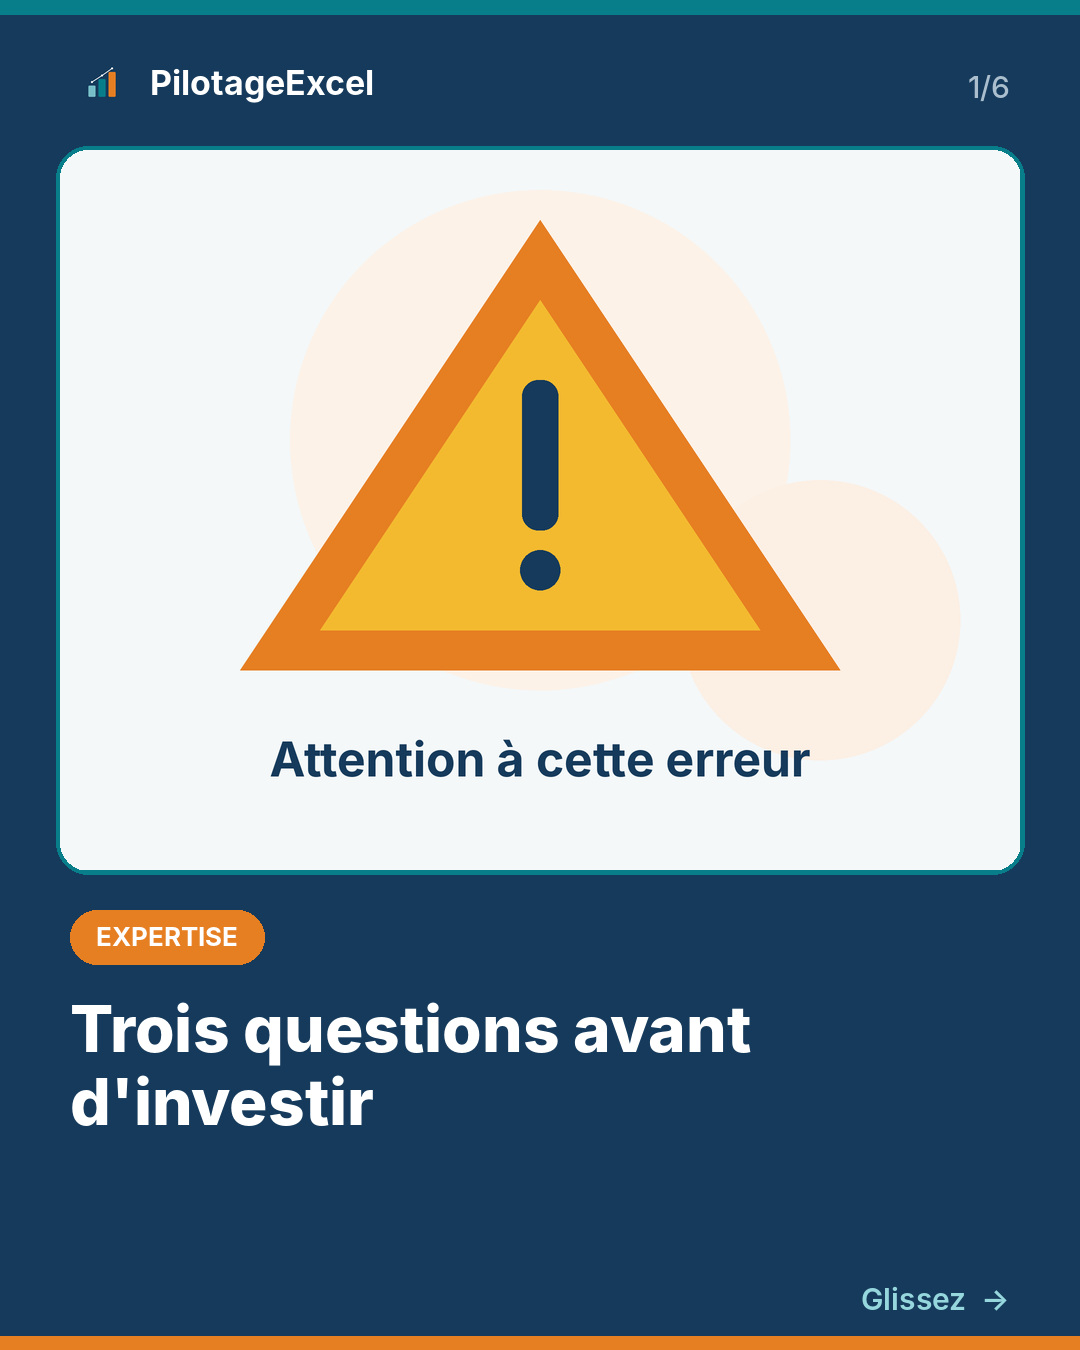 PilotageExcel
1/6
!
Attention à cette erreur
EXPERTISE
Trois questions avant
d'investir
Glissez →